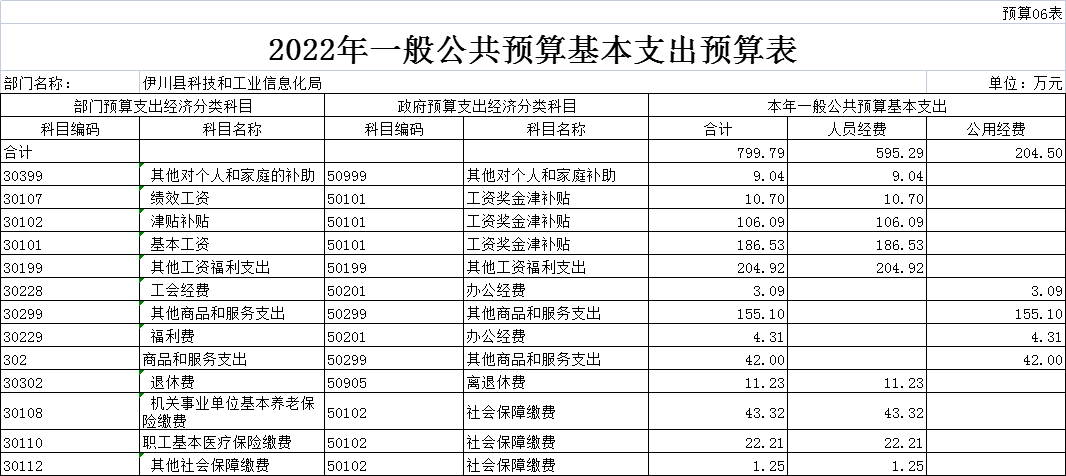 预算06表
2022年一般公共预算基本支出预算表
部门名称： 伊川县科技和工业信息化局 单位：万元
部门预算支出经济分类科目 政府预算支出经济分类科目 本年一般公共预算基本支出
科目编码 科目名称 科目编码 科目名称 合计 人员经费 公用经费
合计 799.79 595.29 204.50
30399 其他对个人和家庭的补助 50999 其他对个人和家庭补助 9.04 9.04
30107 绩效工资 50101 工资奖金津补贴 10.70 10.70
30102 津贴补贴 50101 工资奖金津补贴 106.09 106.09
30101 基本工资 50101 工资奖金津补贴 186.53 186.53
30199 其他工资福利支出 50199 其他工资福利支出 204.92 204.92
30228 工会经费 50201 办公经费 3.09 3.09
30299 其他商品和服务支出 50299 其他商品和服务支出 155.10 155.10
30229 福利费 50201 办公经费 4.31 4.31
302 商品和服务支出 50299 其他商品和服务支出 42.00 42.00
30302 退休费 50905 离退休费 11.23 11.23
30108 机关事业单位基本养老保 50102 社会保障缴费 43.32 43.32
险缴费
30110 职工基本医疗保险缴费 50102 社会保障缴费 22.21 22.21
30112 其他社会保障缴费 50102 社会保障缴费 1.25 1.25